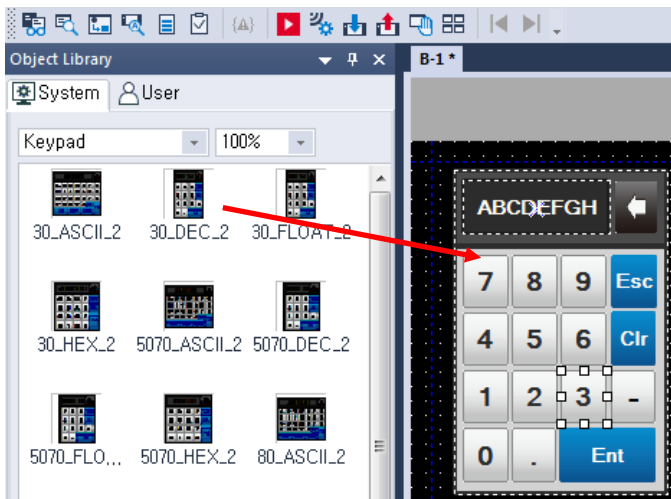 {A}
Object Library
B-1 *
System
User
Keypad
100%
30_ASCII_2
30_DEC_2
30_FLOAT_2
30_HEX_2
5070_ASCII_2
5070_DEC_2
5070_FLO...
5070_HEX_2
80_ASCII_2
ABCDEFGH
7 8 9 Esc
4 5 6 Clr
1 2 3 -
0 . Ent